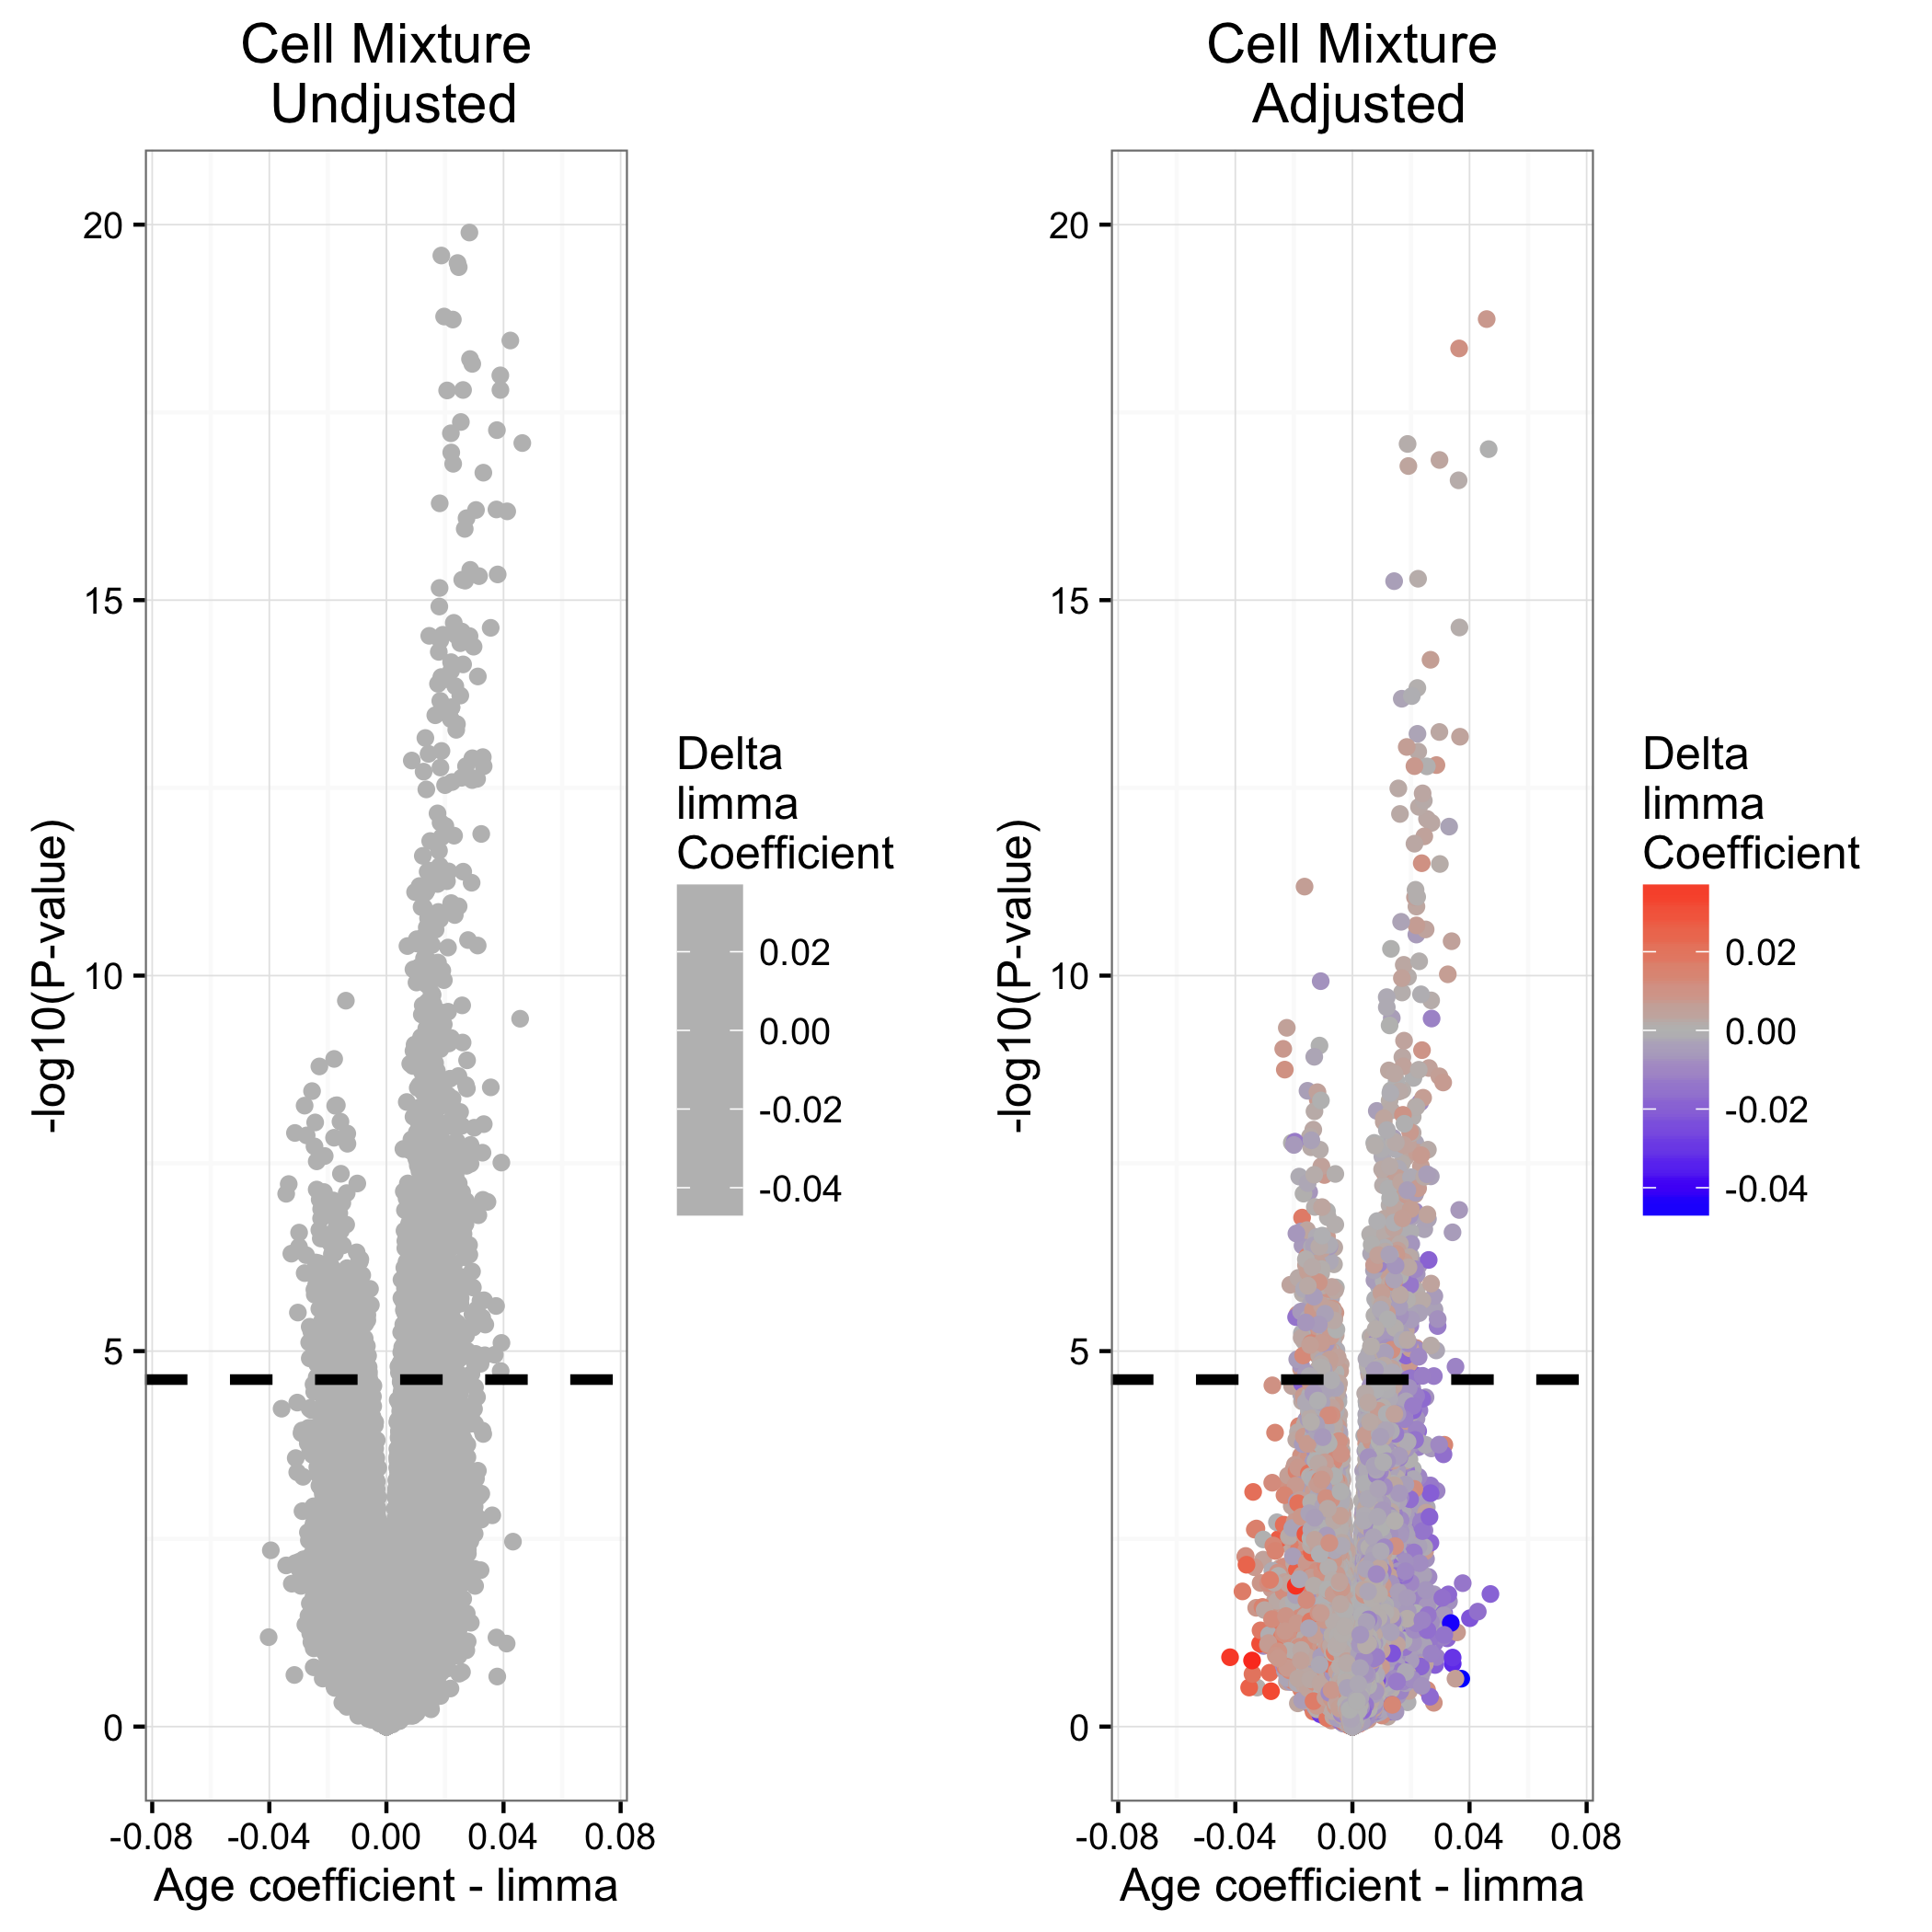 Cell Mixture
Undjusted
20
15
10
5
0
-log10(P-value)
-0.08 -0.04 0.00 0.04 0.08
Age coefficient - limma
Delta
limma
Coefficient
0.02
0.00
-0.02
-0.04
Cell Mixture
Adjusted
20
15
10
5
0
-log10(P-value)
-0.08 -0.04 0.00 0.04 0.08
Age coefficient - limma
Delta
limma
Coefficient
0.02
0.00
-0.02
-0.04